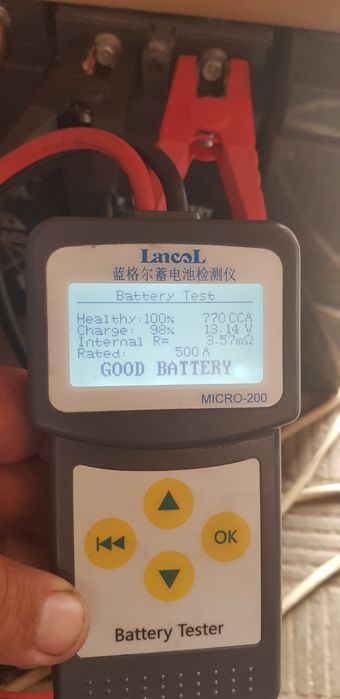 LANCOL
蓝格尔蓄电池检测仪
Battery Test
Healthy:100% 770CCA
Charge: 98% 13.14 V
Internal R= 3.57mΩ
Rated: 500A
GOOD BATTERY
MICRO-200
OK
Battery Tester